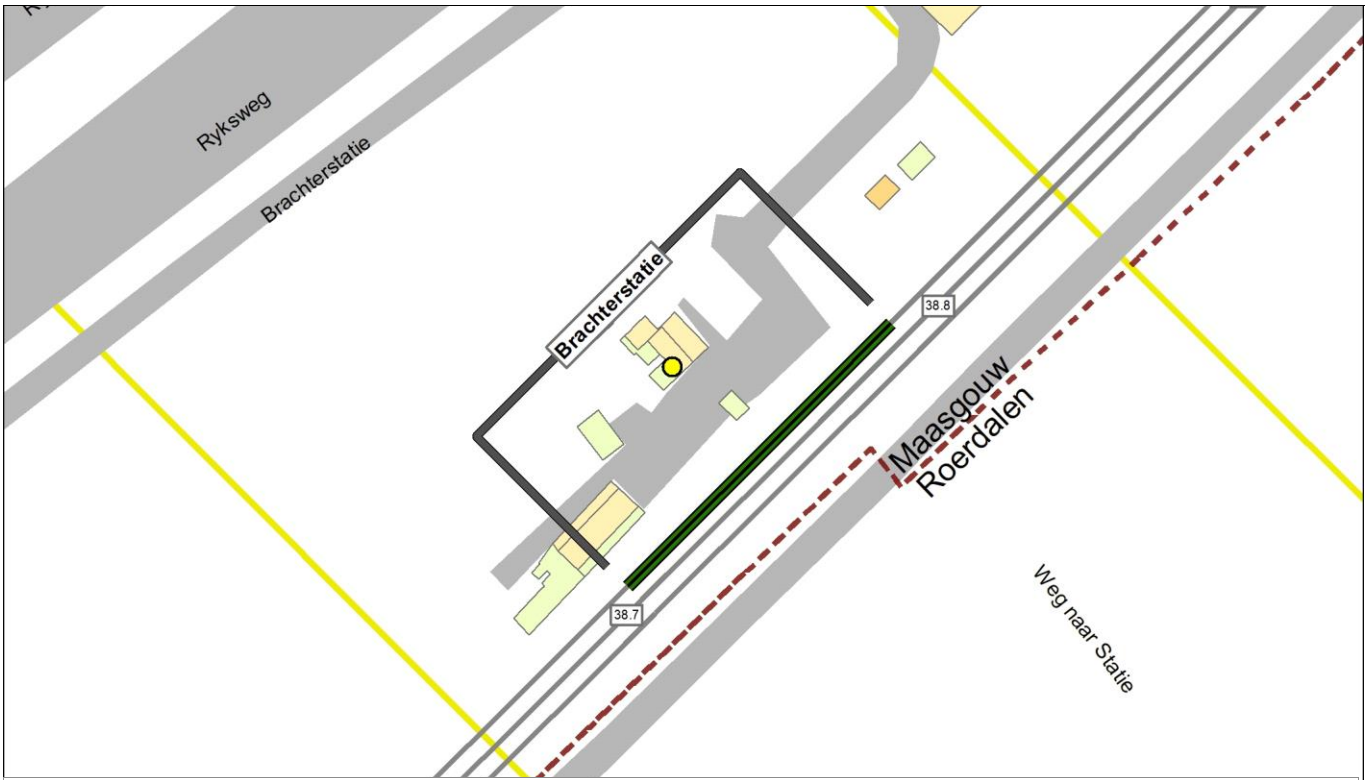 Ryksweg
Brachterstatie
Brachterstatie
38.8
Maasgouw
Roerdalen
38.7
Weg naar Statie